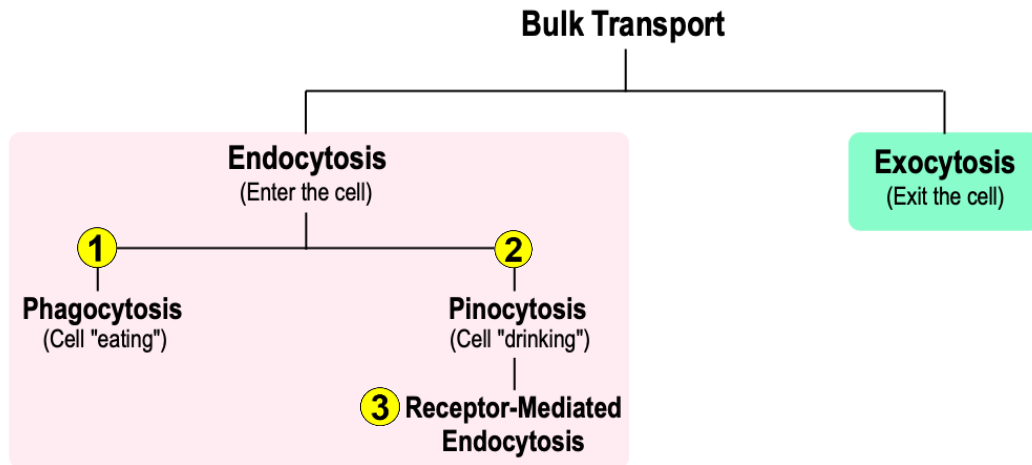 Bulk Transport
Endocytosis
(Enter the cell)
Exocytosis
(Exit the cell)
1
2
Phagocytosis
(Cell "eating")
Pinocytosis
(Cell "drinking")
3 Receptor-Mediated
Endocytosis